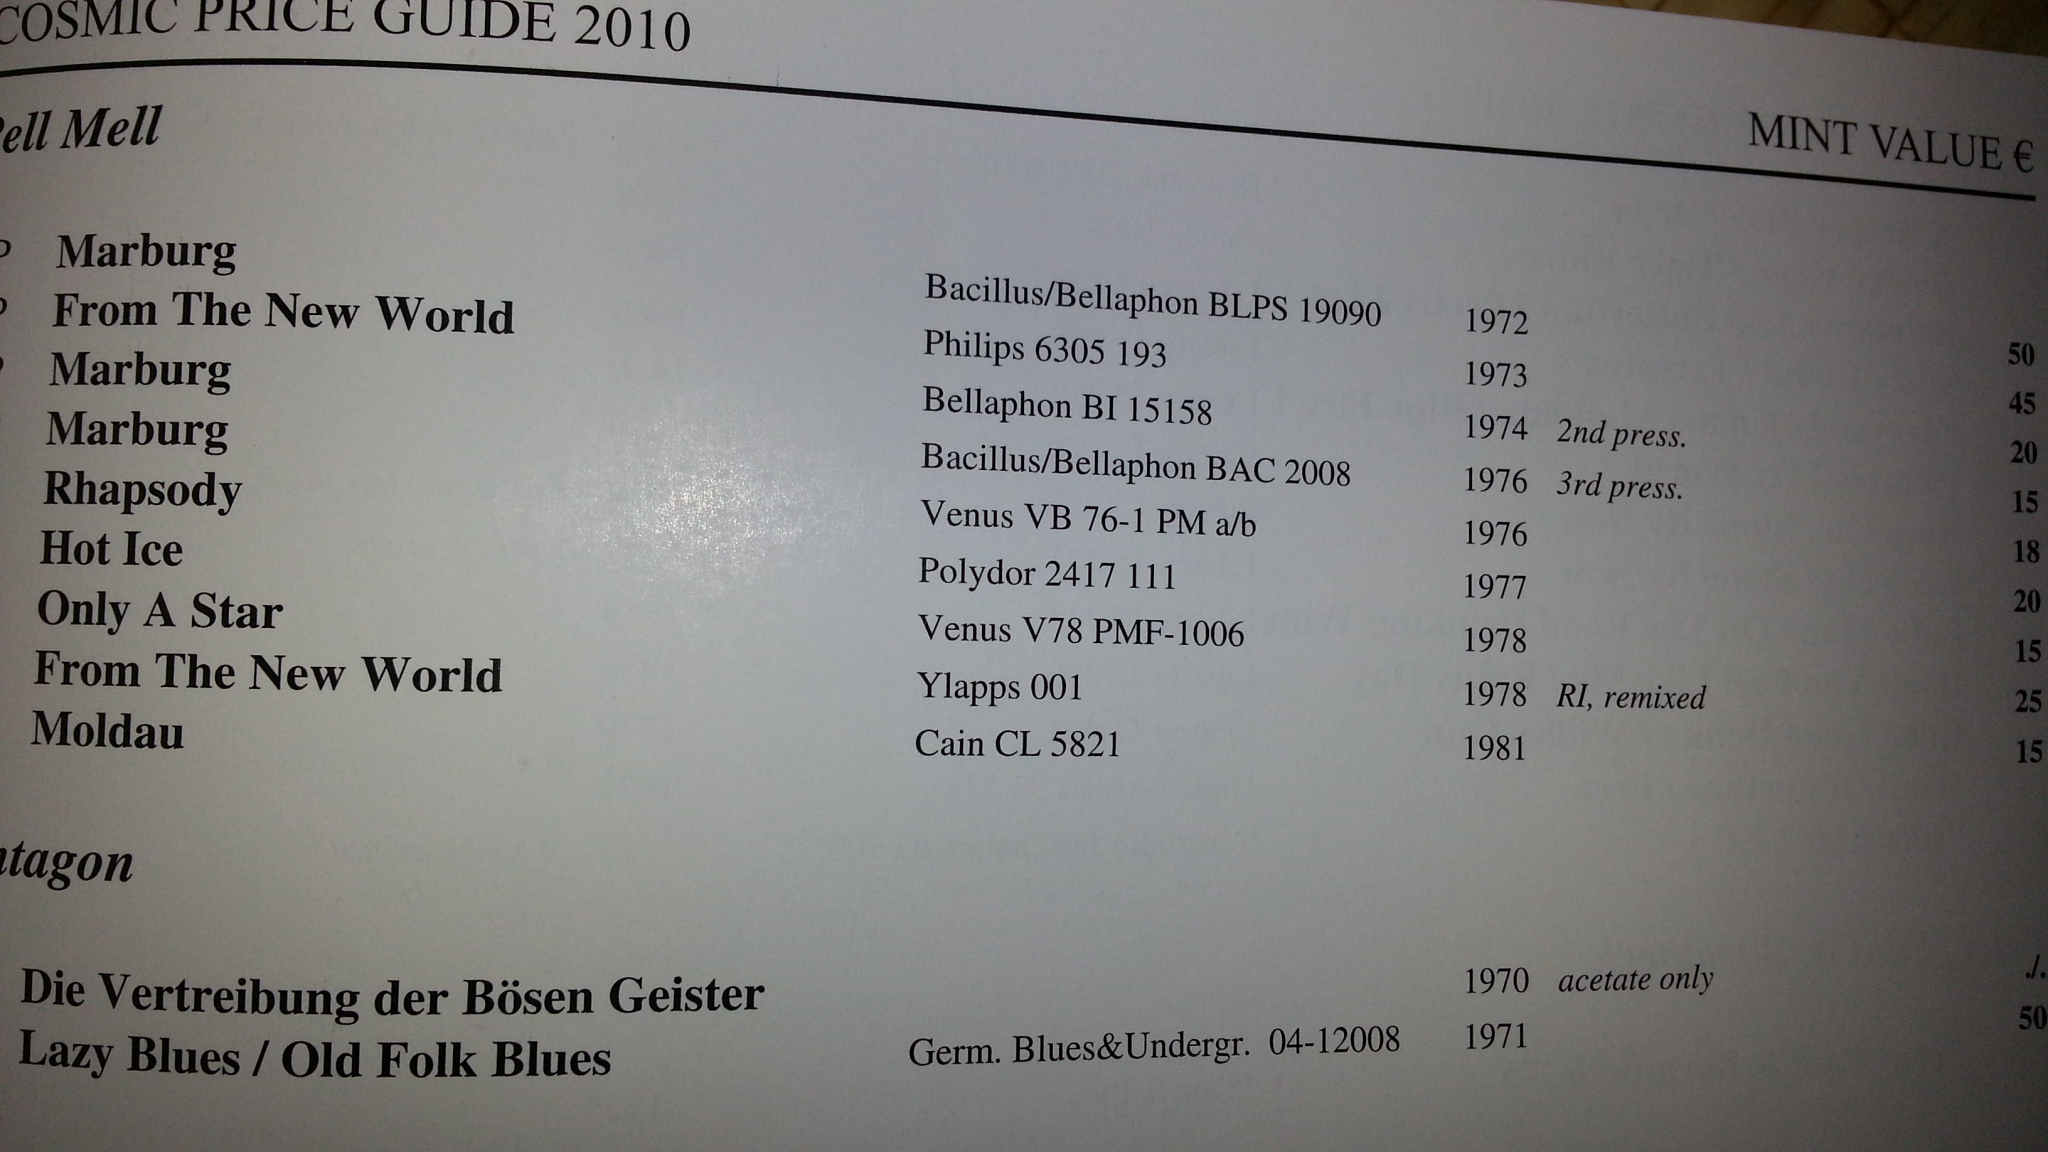 COSMIC PRICE GUIDE 2010
MINT VALUE €
Pell Mell
Marburg Bacillus/Bellaphon BLPS 19090 1972 50
From The New World Philips 6305 193 1973 45
Marburg Bellaphon BI 15158 1974 2nd press. 20
Marburg Bacillus/Bellaphon BAC 2008 1976 3rd press. 15
Rhapsody Venus VB 76-1 PM a/b 1976 18
Hot Ice Polydor 2417 111 1977 20
Only A Star Venus V78 PMF-1006 1978 15
From The New World Ylapps 001 1978 RI, remixed 25
Moldau Cain CL 5821 1981 15
ntagon
Die Vertreibung der Bösen Geister 1970 acetate only ./.
Lazy Blues / Old Folk Blues Germ. Blues&Undergr. 04-12008 1971 50